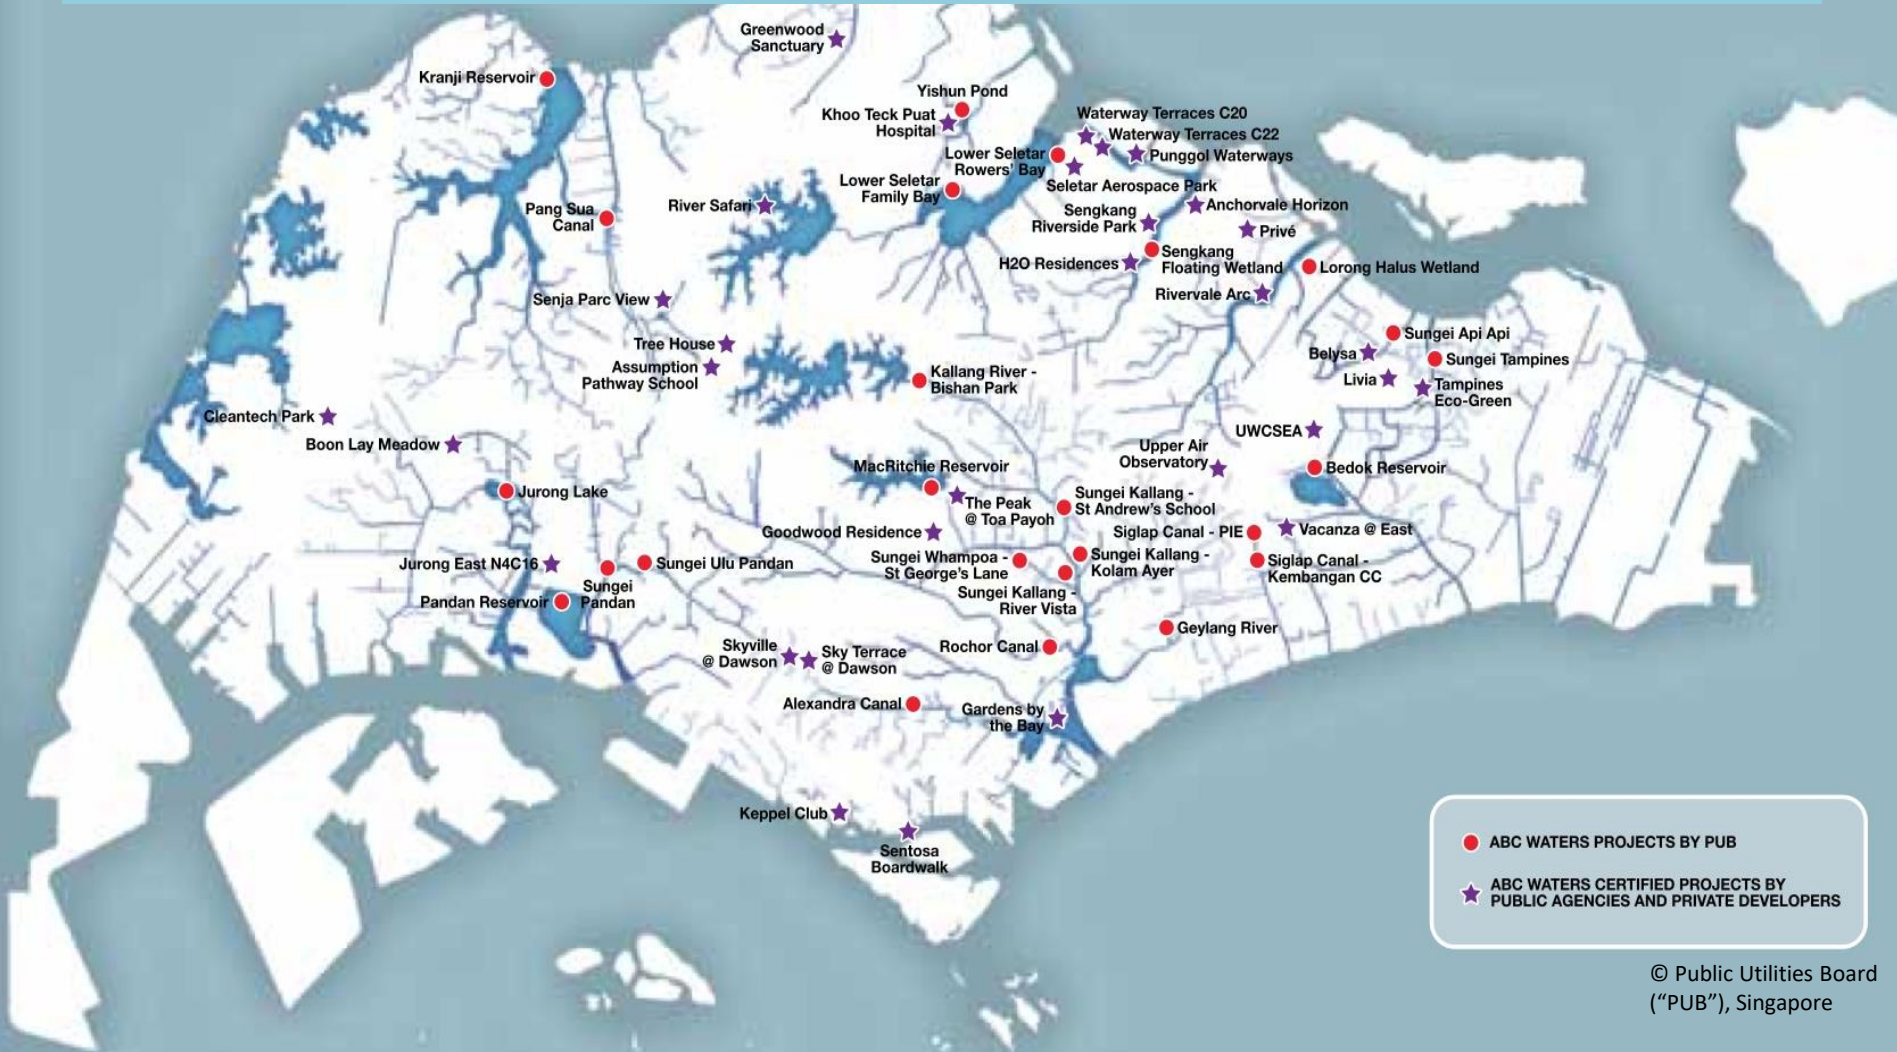 Greenwood
Sanctuary
Kranji Reservoir
Yishun Pond
Khoo Teck Puat
Hospital
Waterway Terraces C20
Waterway Terraces C22
Lower Seletar
Rowers' Bay
Punggol Waterways
Lower Seletar
Family Bay
Seletar Aerospace Park
River Safari
Pang Sua
Canal
Anchorvale Horizon
Sengkang
Riverside Park
Privé
H2O Residences
Sengkang
Floating Wetland
Lorong Halus Wetland
Rivervale Arc
Senja Parc View
Tree House
Assumption
Pathway School
Sungei Api Api
Belysa
Sungei Tampines
Livia
Tampines
Eco-Green
Kallang River -
Bishan Park
Cleantech Park
Boon Lay Meadow
UWCSEA
Upper Air
Observatory
MacRitchie Reservoir
Bedok Reservoir
Jurong Lake
The Peak
@ Toa Payoh
Sungei Kallang -
St Andrew's School
Goodwood Residence
Siglap Canal - PIE
Vacanza @ East
Jurong East N4C16
Sungei Ulu Pandan
Sungei Whampoa -
St George's Lane
Sungei Kallang -
Kolam Ayer
Siglap Canal -
Kembangan CC
Sungei
Pandan
Pandan Reservoir
Sungei Kallang -
River Vista
Geylang River
Skyville
@ Dawson
Sky Terrace
@ Dawson
Rochor Canal
Alexandra Canal
Gardens by
the Bay
Keppel Club
Sentosa
Boardwalk
ABC WATERS PROJECTS BY PUB
ABC WATERS CERTIFIED PROJECTS BY
PUBLIC AGENCIES AND PRIVATE DEVELOPERS
© Public Utilities Board
(“PUB”), Singapore